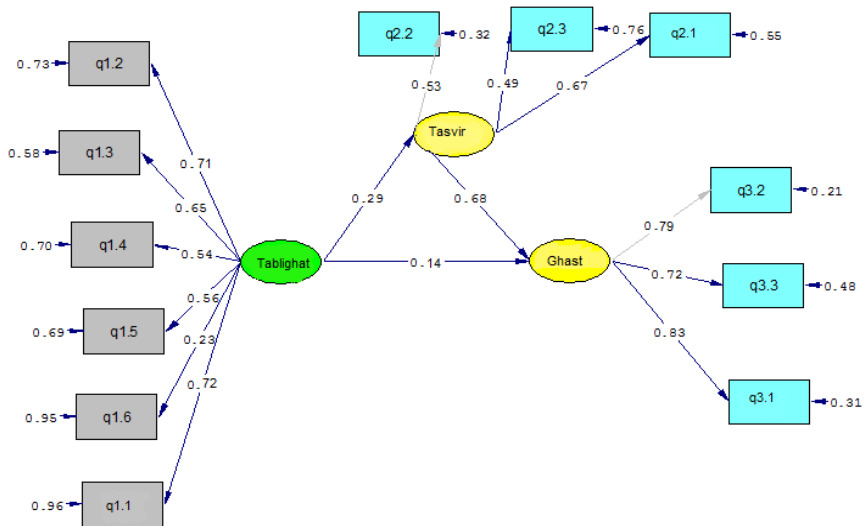 q2.2
0.32
q2.3
0.76
q2.1
0.55
0.73
q1.2
0.53
0.49
0.67
Tasvir
0.58
q1.3
0.71
0.65
0.29
0.68
q3.2
0.21
0.70
q1.4
0.54
0.79
Tablighat
0.14
Ghast
0.72
q3.3
0.48
0.56
0.69
q1.5
0.23
0.83
0.72
0.95
q1.6
q3.1
0.31
0.96
q1.1